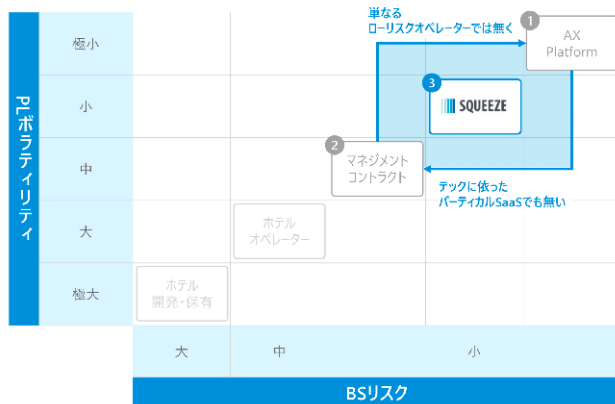 単なる
ローリスクオペレーターでは無く
1
AX
Platform
極小
3
SQUEEZE
小
2
マネジメント
コントラクト
中
テックに依った
バーティカルSaaSでも無い
ホテル
オペレーター
大
ホテル
開発・保有
極大
PLボラティリティ
大
中
小
BSリスク